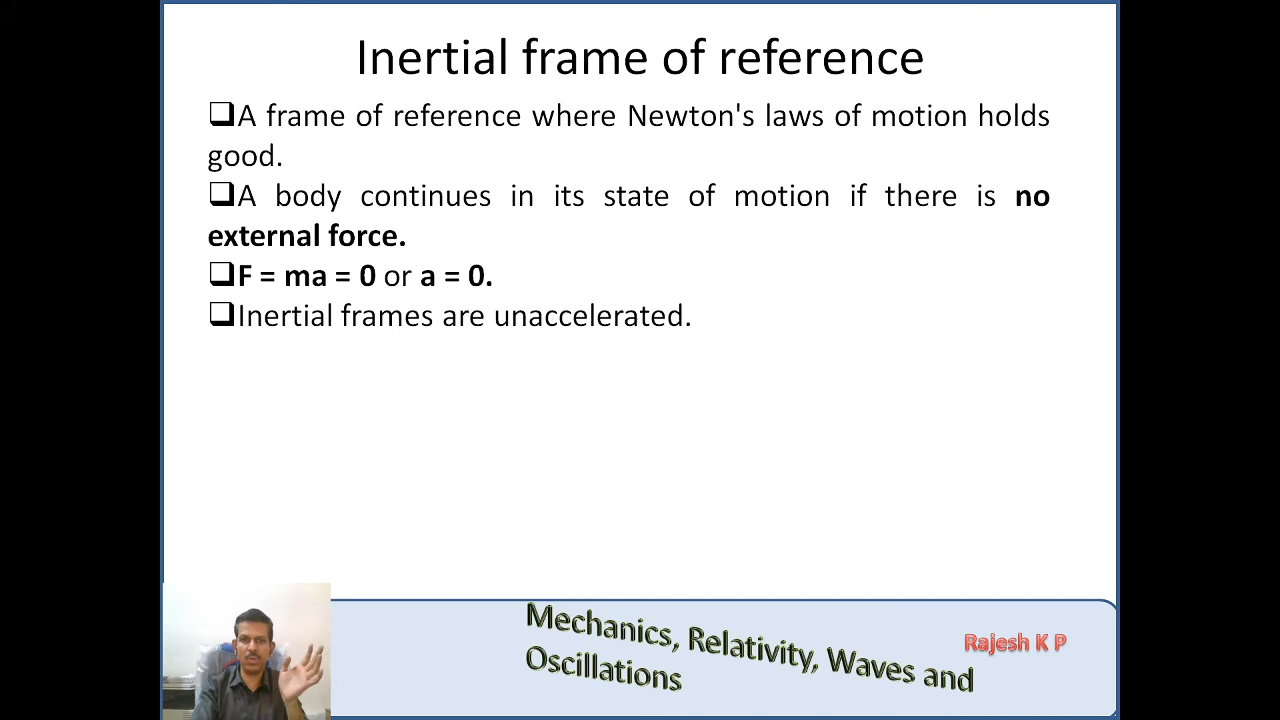 Inertial frame of reference
❑A frame of reference where Newton's laws of motion holds
good.
❑A body continues in its state of motion if there is no
external force.
❑F = ma = 0 or a = 0.
❑Inertial frames are unaccelerated.
Mechanics, Relativity, Waves and
Oscillations
Rajesh K P